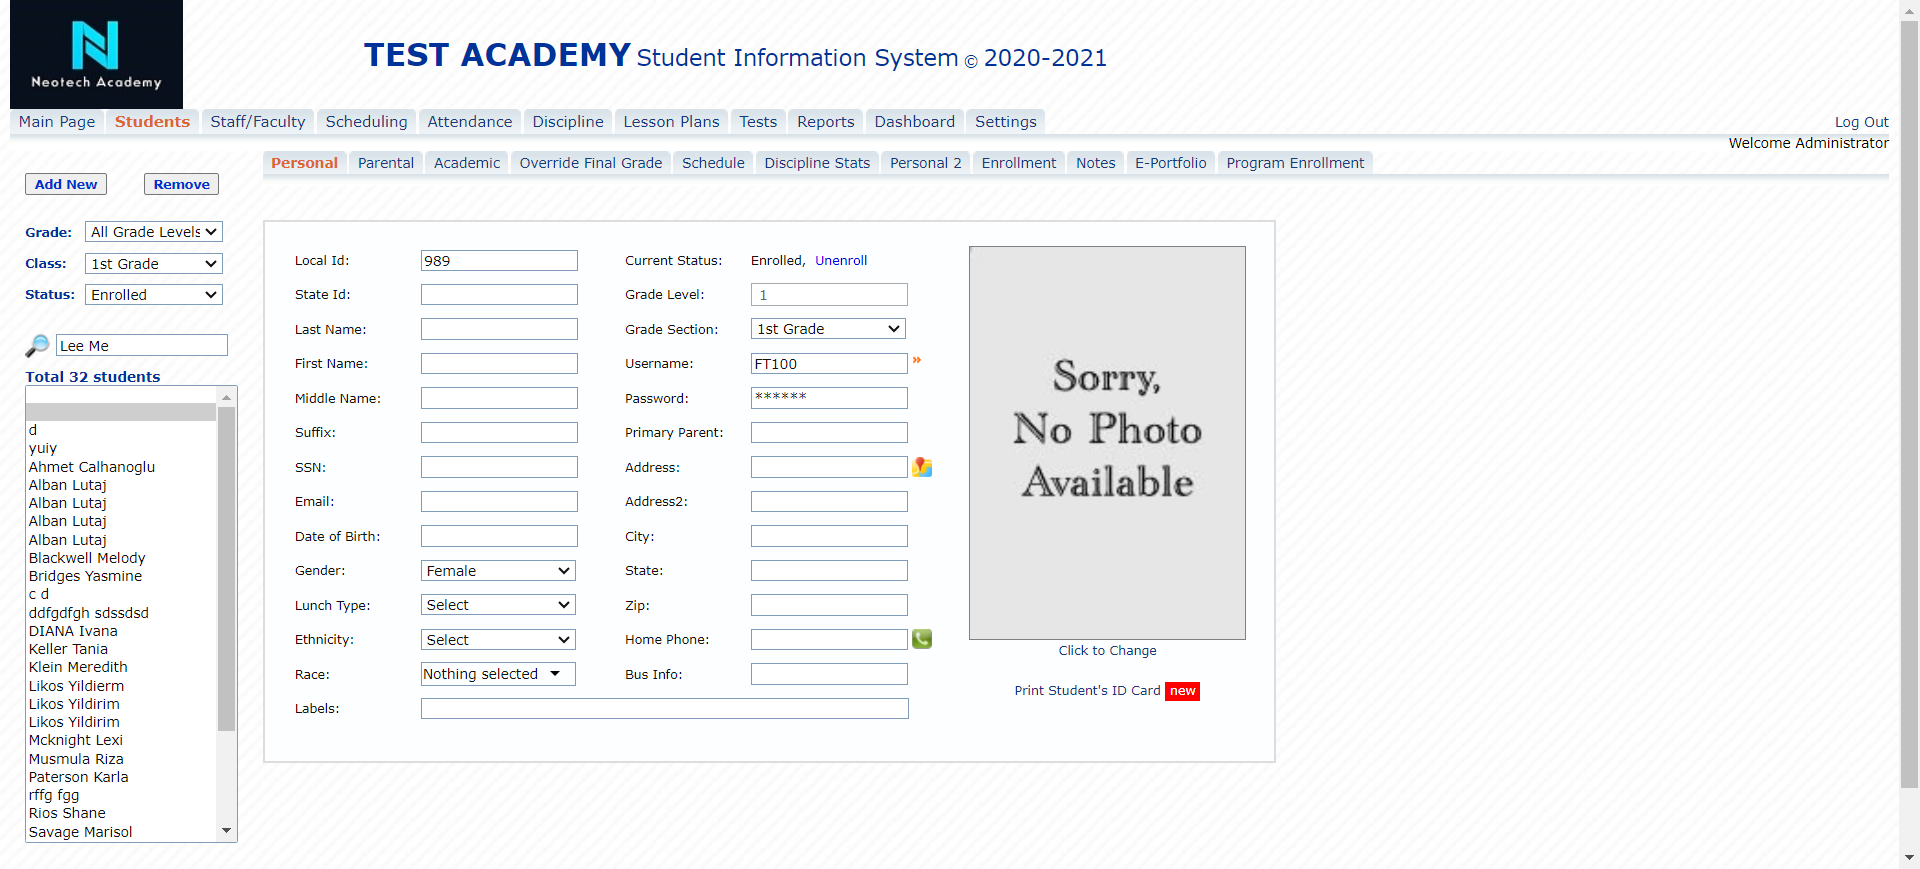 Neotech Academy
TEST ACADEMY Student Information System © 2020-2021
Main Page Students Staff/Faculty Scheduling Attendance Discipline Lesson Plans Tests Reports Dashboard Settings Log Out
Welcome Administrator
Personal Parental Academic Override Final Grade Schedule Discipline Stats Personal 2 Enrollment Notes E-Portfolio Program Enrollment
Add New Remove
Grade: All Grade Levels
Class: 1st Grade
Status: Enrolled
Lee Me
Total 32 students
d
yuiy
Ahmet Calhanoglu
Alban Lutaj
Alban Lutaj
Alban Lutaj
Alban Lutaj
Blackwell Melody
Bridges Yasmine
c d
ddfgdfgh sdssdsd
DIANA Ivana
Keller Tania
Klein Meredith
Likos Yildierm
Likos Yildirim
Likos Yildirim
Mcknight Lexi
Musmula Riza
Paterson Karla
rffg fgg
Rios Shane
Savage Marisol
Local Id: 989
State Id:
Last Name:
First Name:
Middle Name:
Suffix:
SSN:
Email:
Date of Birth:
Gender: Female
Lunch Type: Select
Ethnicity: Select
Race: Nothing selected
Labels:
Current Status: Enrolled, Unenroll
Grade Level: 1
Grade Section: 1st Grade
Username: FT100 »
Password: ******
Primary Parent:
Address:
Address2:
City:
State:
Zip:
Home Phone:
Bus Info:
Sorry,
No Photo
Available
Click to Change
Print Student's ID Card new